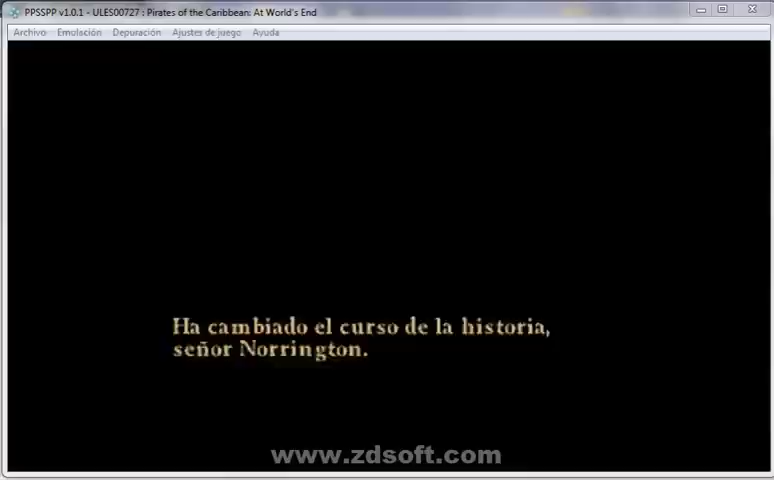 PPSSPP v1.0.1 - ULES00727 : Pirates of the Caribbean: At World's End
Archivo Emulación Depuración Ajustes de juego Ayuda
Ha cambiado el curso de la historia,
señor Norrington.
www.zdsoft.com